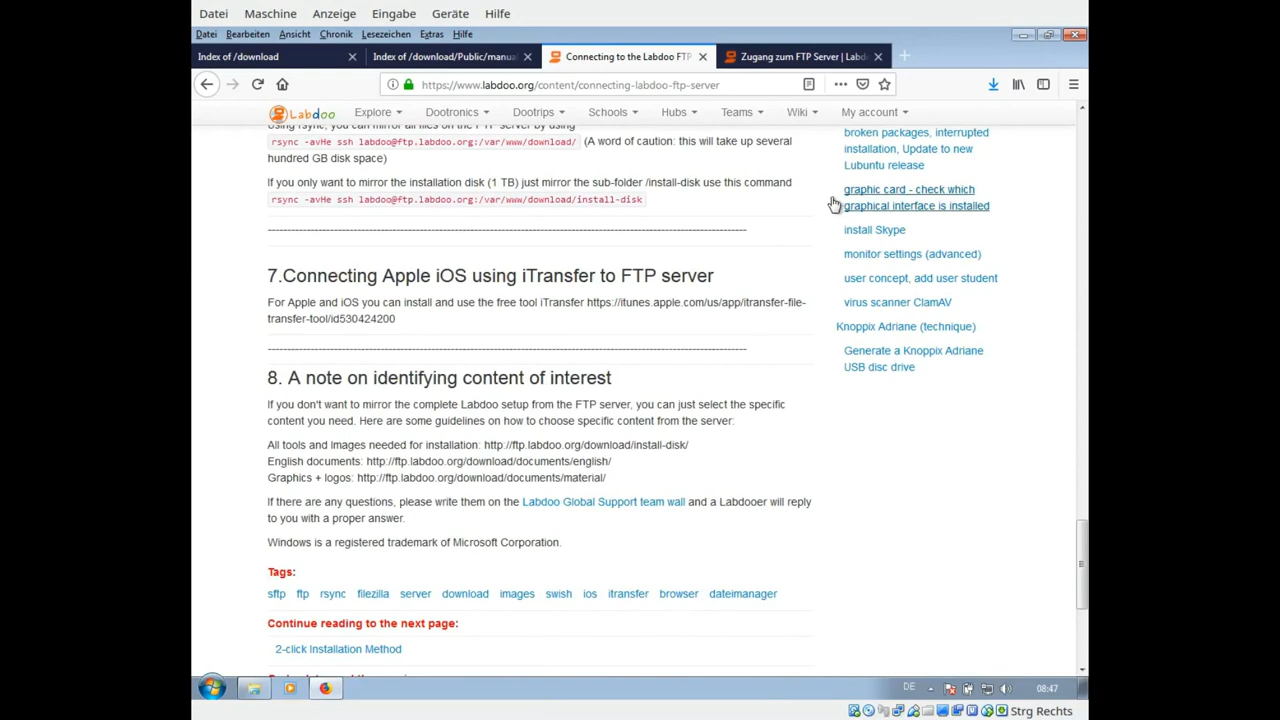 Datei Maschine Anzeige Eingabe Geräte Hilfe
Datei Bearbeiten Ansicht Chronik Lesezeichen Extras Hilfe
Index of /download Index of /download/Public/manua Connecting to the Labdoo FTP Zugang zum FTP Server | Labd
https://www.labdoo.org/content/connecting-labdoo-ftp-server
Labdoo Explore Dootronics Dootrips Schools Hubs Teams Wiki My account
Using rsync, you can mirror all files on the FTP server by using
rsync -avHe ssh labdoo@ftp.labdoo.org:/var/www/download/ (A word of caution: this will take up several
hundred GB disk space)
If you only want to mirror the installation disk (1 TB) just mirror the sub-folder /install-disk use this command
rsync -avHe ssh labdoo@ftp.labdoo.org:/var/www/download/install-disk
--------------------------------------------------------------------------------------------------------------
7.Connecting Apple iOS using iTransfer to FTP server
For Apple and iOS you can install and use the free tool iTransfer https://itunes.apple.com/us/app/itransfer-file-
transfer-tool/id530424200
--------------------------------------------------------------------------------------------------------------
8. A note on identifying content of interest
If you don't want to mirror the complete Labdoo setup from the FTP server, you can just select the specific
content you need. Here are some guidelines on how to choose specific content from the server:
All tools and Images needed for installation: http://ftp.labdoo.org/download/install-disk/
English documents: http://ftp.labdoo.org/download/documents/english/
Graphics + logos: http://ftp.labdoo.org/download/documents/material/
If there are any questions, please write them on the Labdoo Global Support team wall and a Labdooer will reply
to you with a proper answer.
Windows is a registered trademark of Microsoft Corporation.
Tags:
sftp ftp rsync filezilla server download images swish ios itransfer browser dateimanager
Continue reading to the next page:
2-click Installation Method
broken packages, interrupted
installation, Update to new
Lubuntu release
graphic card - check which
graphical interface is installed
install Skype
monitor settings (advanced)
user concept, add user student
virus scanner ClamAV
Knoppix Adriane (technique)
Generate a Knoppix Adriane
USB disc drive
DE 08:47
Strg Rechts